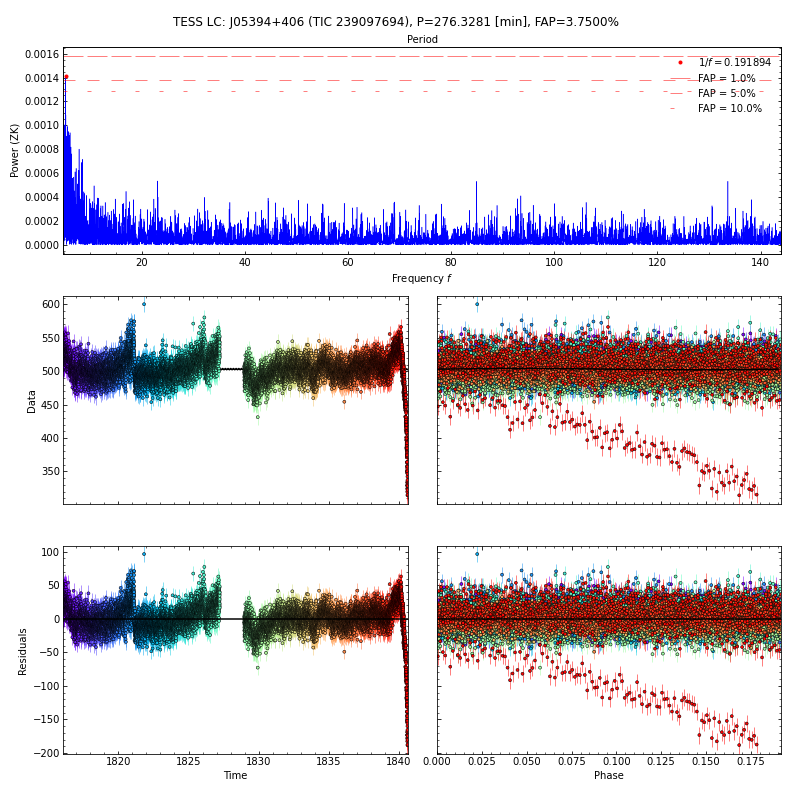 TESS LC: J05394+406 (TIC 239097694), P=276.3281 [min], FAP=3.7500%
Period
0.0016
0.0014
0.0012
0.0010
0.0008
0.0006
0.0004
0.0002
0.0000
Power (ZK)
1/f = 0.191894
FAP = 1.0%
FAP = 5.0%
FAP = 10.0%
20 40 60 80 100 120 140
Frequency f
600
550
500
450
400
350
Data
100
50
0
−50
−100
−150
−200
Residuals
1820 1825 1830 1835 1840
Time
0.000 0.025 0.050 0.075 0.100 0.125 0.150 0.175
Phase